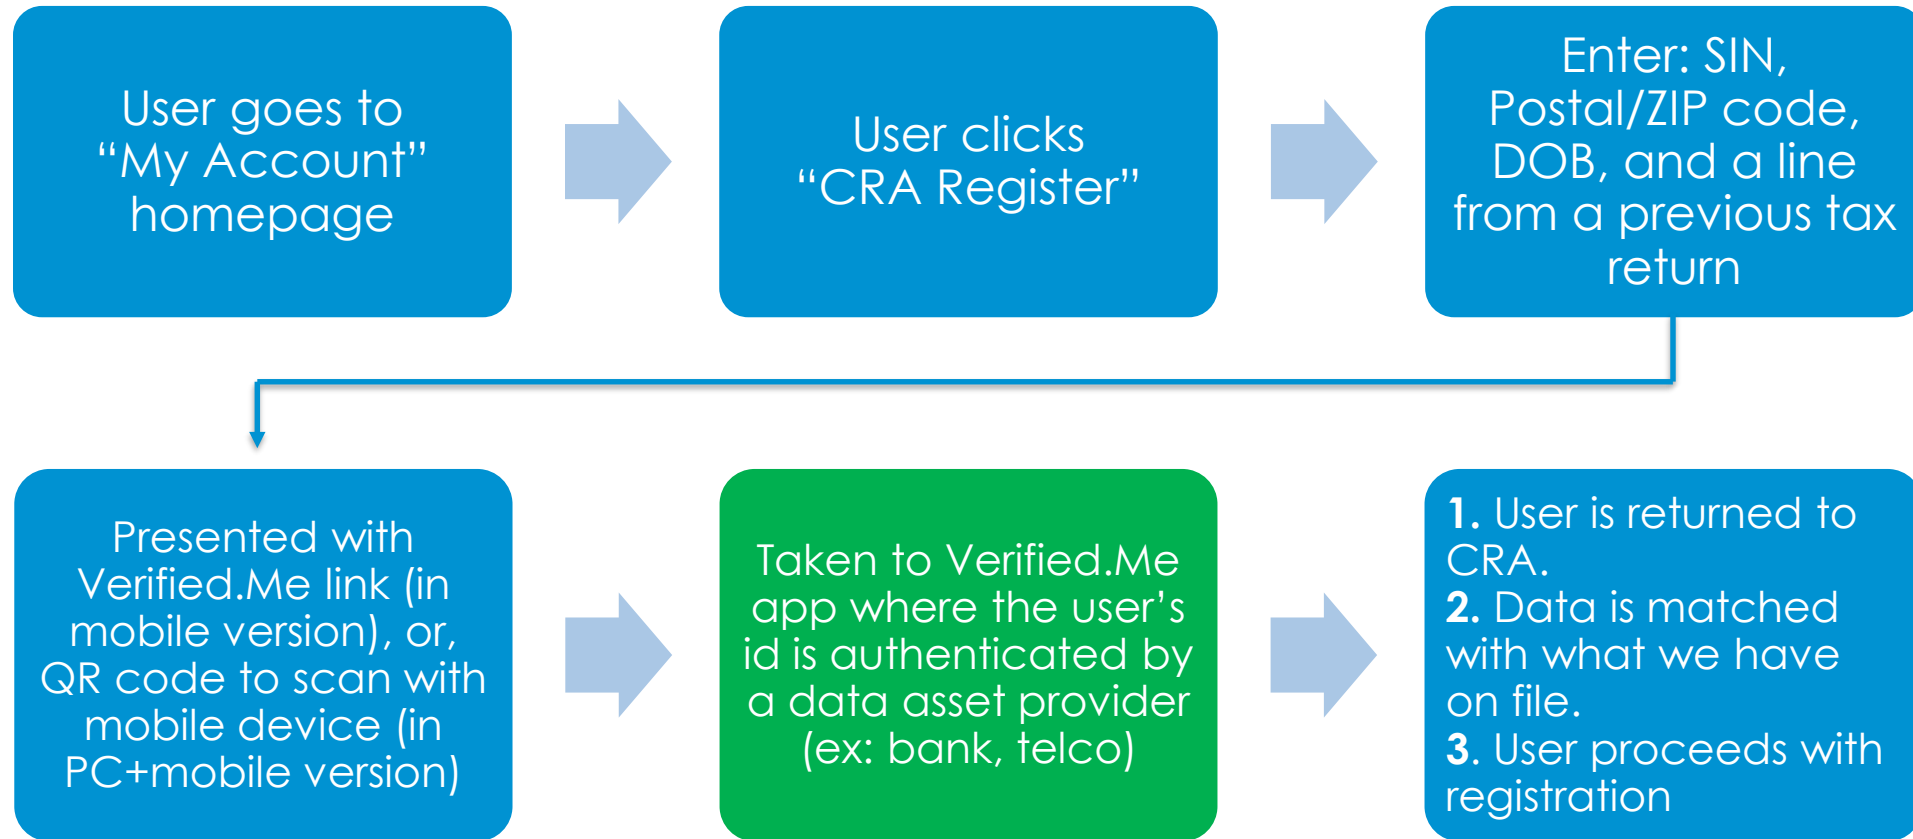 User goes to
“My Account”
homepage
User clicks
“CRA Register”
Enter: SIN,
Postal/ZIP code,
DOB, and a line
from a previous tax
return
Presented with
Verified.Me link (in
mobile version), or,
QR code to scan with
mobile device (in
PC+mobile version)
Taken to Verified.Me
app where the user’s
id is authenticated by
a data asset provider
(ex: bank, telco)
1. User is returned to
CRA.
2. Data is matched
with what we have
on file.
3. User proceeds with
registration